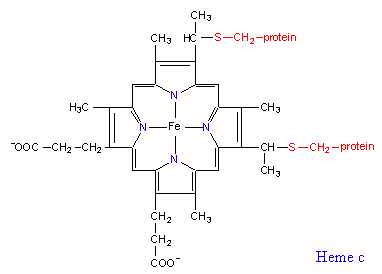 CH₃
CH₃ HC—S—CH₂—protein
N
H₃C CH₃
N Fe N
⁻OOC—CH₂—CH₂ CH—S—CH₂—protein
N CH₃
CH₂ CH₃
CH₂
COO⁻
Heme c